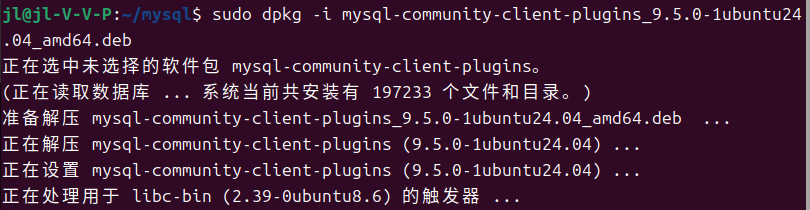 jl@jl-V-V-P:~/mysql$ sudo dpkg -i mysql-community-client-plugins_9.5.0-1ubuntu24
.04_amd64.deb
正在选中未选择的软件包 mysql-community-client-plugins。
(正在读取数据库 ... 系统当前共安装有 197233 个文件和目录。)
准备解压 mysql-community-client-plugins_9.5.0-1ubuntu24.04_amd64.deb  ...
正在解压 mysql-community-client-plugins (9.5.0-1ubuntu24.04) ...
正在设置 mysql-community-client-plugins (9.5.0-1ubuntu24.04) ...
正在处理用于 libc-bin (2.39-0ubuntu8.6) 的触发器 ...